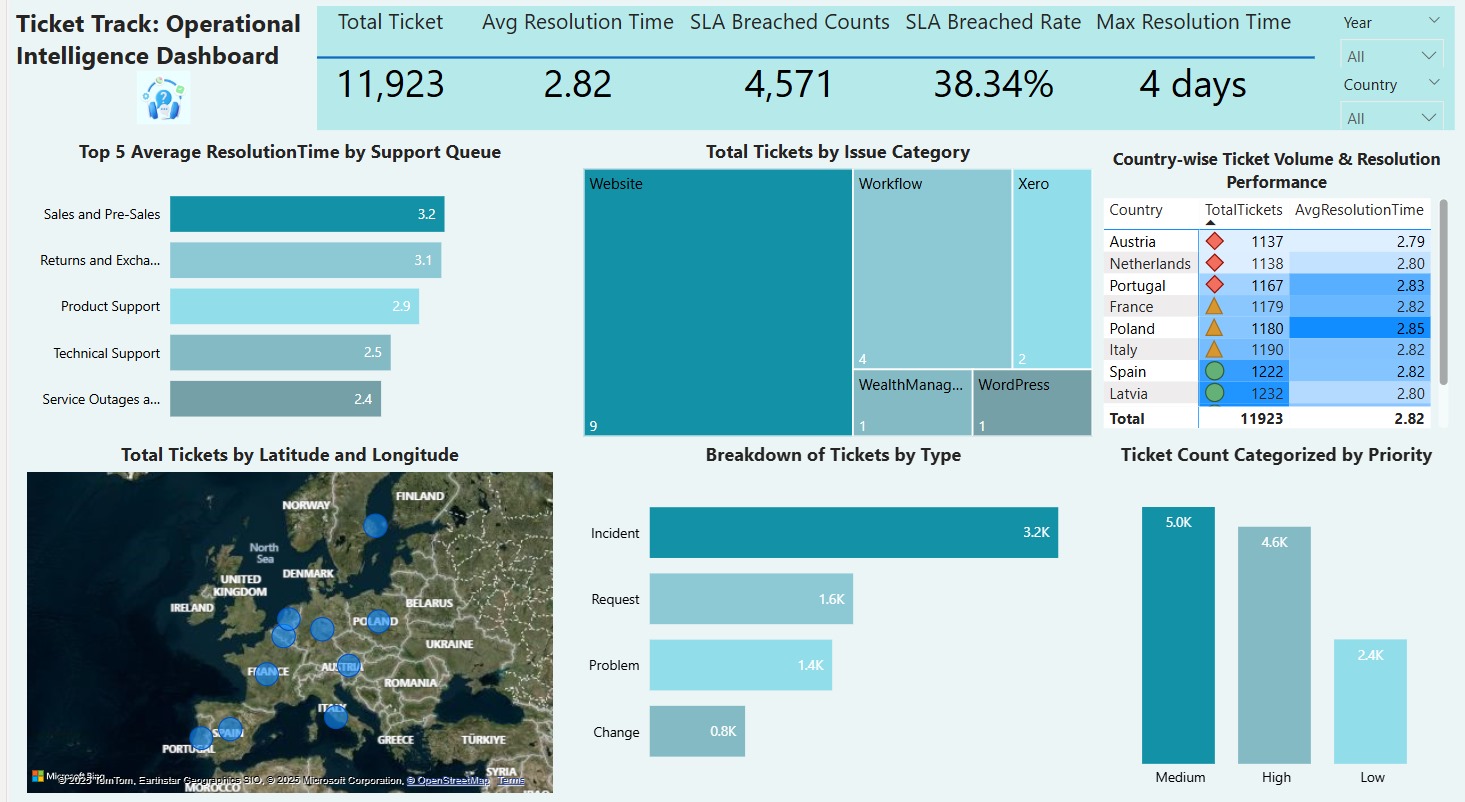 Ticket Track: Operational
Intelligence Dashboard
Total Ticket
Avg Resolution Time
SLA Breached Counts
SLA Breached Rate
Max Resolution Time
11,923
2.82
4,571
38.34%
4 days
Year
All
Country
All
Top 5 Average ResolutionTime by Support Queue
Sales and Pre-Sales 3.2
Returns and Excha... 3.1
Product Support 2.9
Technical Support 2.5
Service Outages a... 2.4
Total Tickets by Issue Category
Website
9
Workflow
4
Xero
2
WealthManag...
1
WordPress
1
Country-wise Ticket Volume & Resolution
Performance
Country TotalTickets AvgResolutionTime
Austria 1137 2.79
Netherlands 1138 2.80
Portugal 1167 2.83
France 1179 2.82
Poland 1180 2.85
Italy 1190 2.82
Spain 1222 2.82
Latvia 1232 2.80
Total 11923 2.82
Total Tickets by Latitude and Longitude
FINLAND
NORWAY
North
Sea
DENMARK
UNITED
KINGDOM
IRELAND
BELARUS
POLAND
UKRAINE
FRANCE
AUSTRIA
ROMANIA
ITALY
SPAIN
PORTUGAL
GREECE
TÜRKIYE
SYRIA
Microsoft Bing
© 2025 TomTom, Earthstar Geographics SIO, © 2025 Microsoft Corporation, © OpenStreetMap Terms
MOROCCO
Breakdown of Tickets by Type
Incident 3.2K
Request 1.6K
Problem 1.4K
Change 0.8K
Ticket Count Categorized by Priority
5.0K
4.6K
2.4K
Medium
High
Low